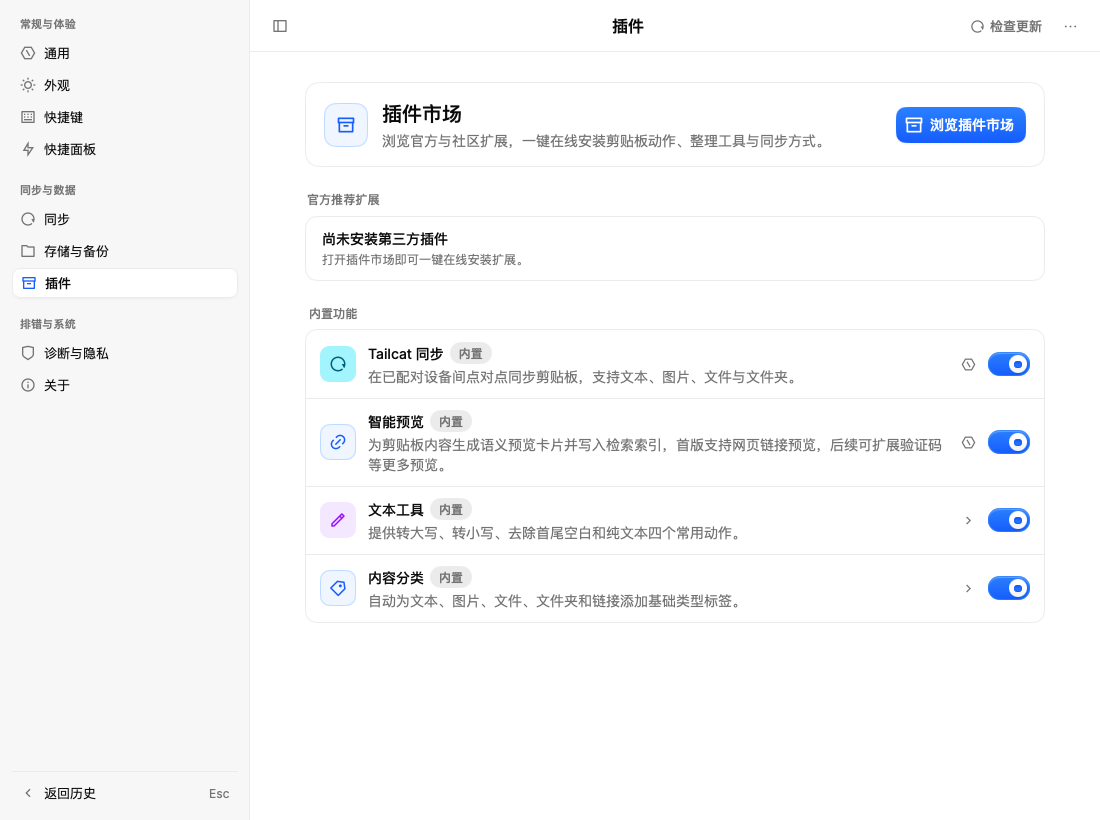 常规与体验
通用
外观
快捷键
快捷面板
同步与数据
同步
存储与备份
插件
排错与系统
诊断与隐私
关于
返回历史 Esc
插件
检查更新
插件市场
浏览官方与社区扩展，一键在线安装剪贴板动作、整理工具与同步方式。
浏览插件市场
官方推荐扩展
尚未安装第三方插件
打开插件市场即可一键在线安装扩展。
内置功能
Tailcat 同步 内置
在已配对设备间点对点同步剪贴板，支持文本、图片、文件与文件夹。
智能预览 内置
为剪贴板内容生成语义预览卡片并写入检索索引，首版支持网页链接预览，后续可扩展验证码
等更多预览。
文本工具 内置
提供转大写、转小写、去除首尾空白和纯文本四个常用动作。
内容分类 内置
自动为文本、图片、文件、文件夹和链接添加基础类型标签。